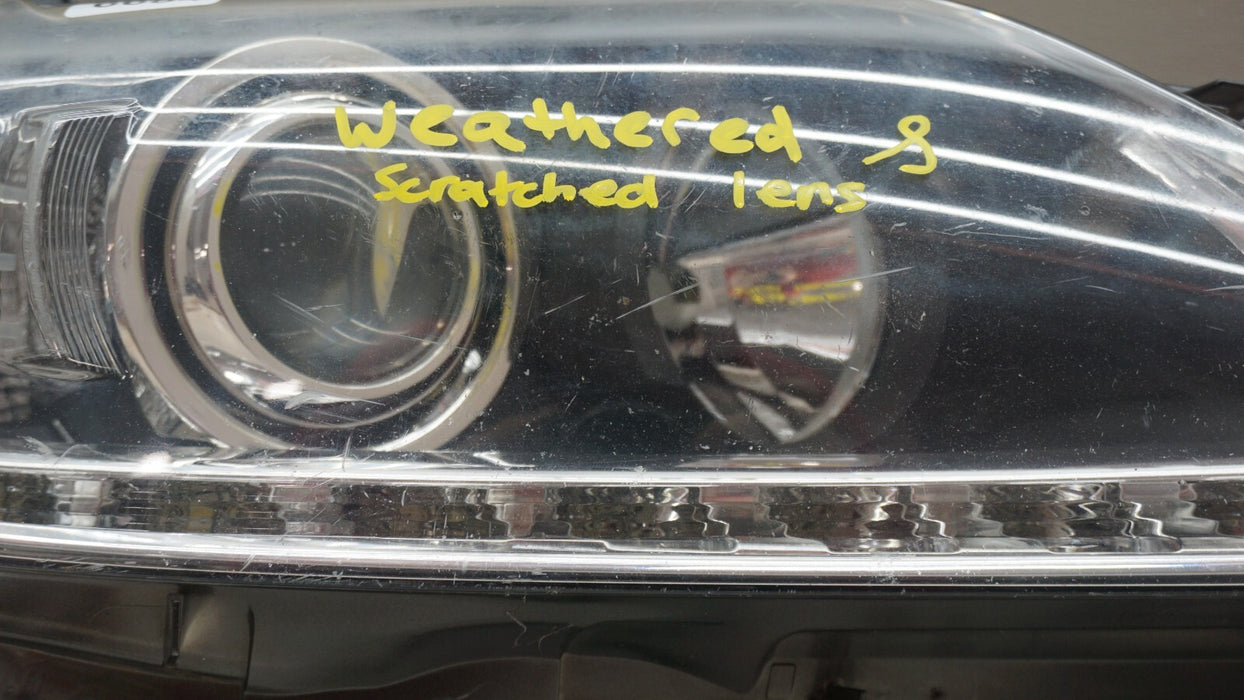 Weathered &
Scratched lens